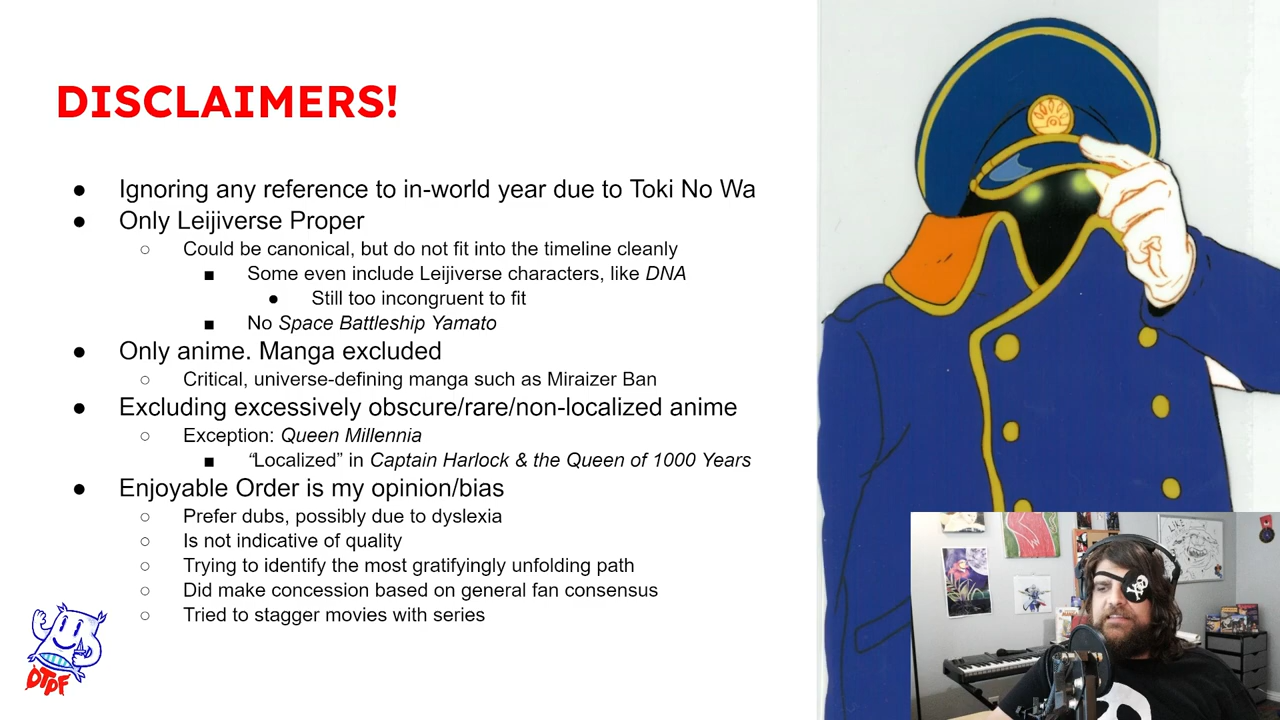 DISCLAIMERS!
● Ignoring any reference to in-world year due to Toki No Wa
● Only Leijiverse Proper
○ Could be canonical, but do not fit into the timeline cleanly
■ Some even include Leijiverse characters, like DNA
● Still too incongruent to fit
■ No Space Battleship Yamato
● Only anime. Manga excluded
○ Critical, universe-defining manga such as Miraizer Ban
● Excluding excessively obscure/rare/non-localized anime
○ Exception: Queen Millennia
■ “Localized” in Captain Harlock & the Queen of 1000 Years
● Enjoyable Order is my opinion/bias
○ Prefer dubs, possibly due to dyslexia
○ Is not indicative of quality
○ Trying to identify the most gratifyingly unfolding path
○ Did make concession based on general fan consensus
○ Tried to stagger movies with series
DTPF
LIKE